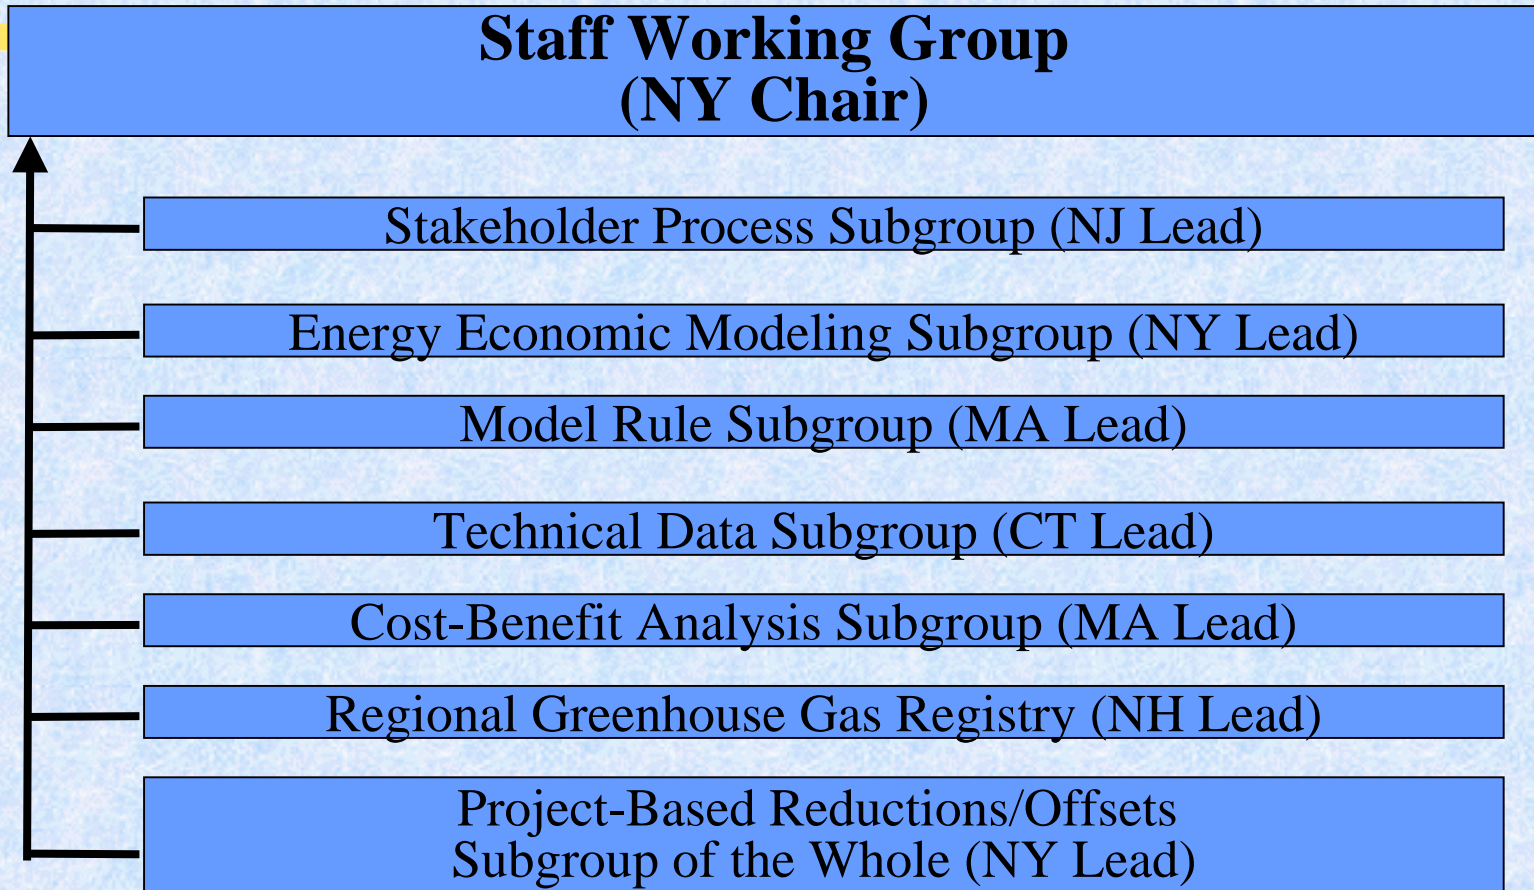 Staff Working Group
(NY Chair)
Stakeholder Process Subgroup (NJ Lead)
Energy Economic Modeling Subgroup (NY Lead)
Model Rule Subgroup (MA Lead)
Technical Data Subgroup (CT Lead)
Cost-Benefit Analysis Subgroup (MA Lead)
Regional Greenhouse Gas Registry (NH Lead)
Project-Based Reductions/Offsets
Subgroup of the Whole (NY Lead)